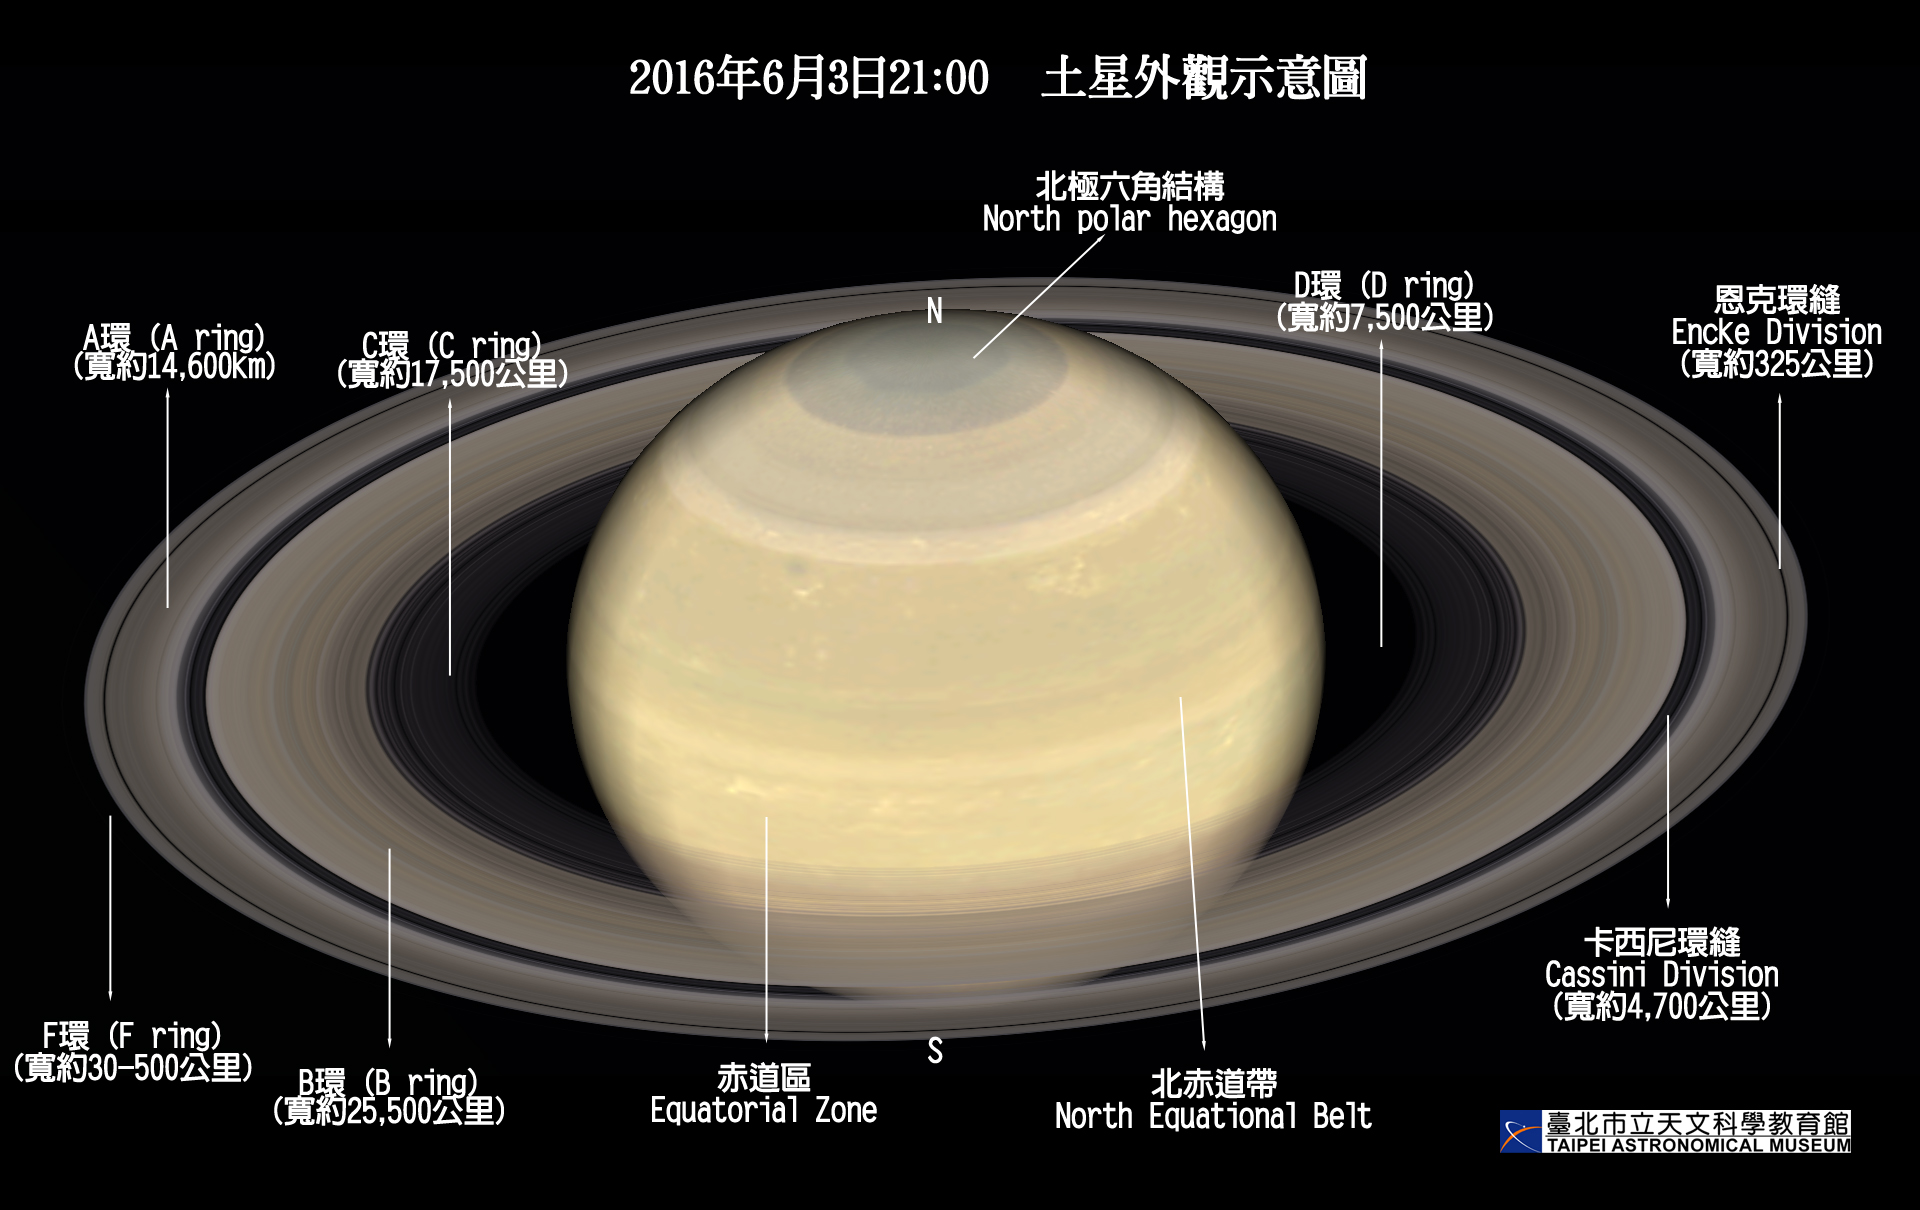 2016年6月3日21:00 土星外觀示意圖
北極六角結構
North polar hexagon
N
D環 (D ring)
(寬約7,500公里)
恩克環縫
Encke Division
(寬約325公里)
A環 (A ring)
(寬約14,600km)
C環 (C ring)
(寬約17,500公里)
卡西尼環縫
Cassini Division
(寬約4,700公里)
F環 (F ring)
(寬約30-500公里)
B環 (B ring)
(寬約25,500公里)
S
赤道區
Equatorial Zone
北赤道帶
North Equational Belt
臺北市立天文科學教育館
TAIPEI ASTRONOMICAL MUSEUM